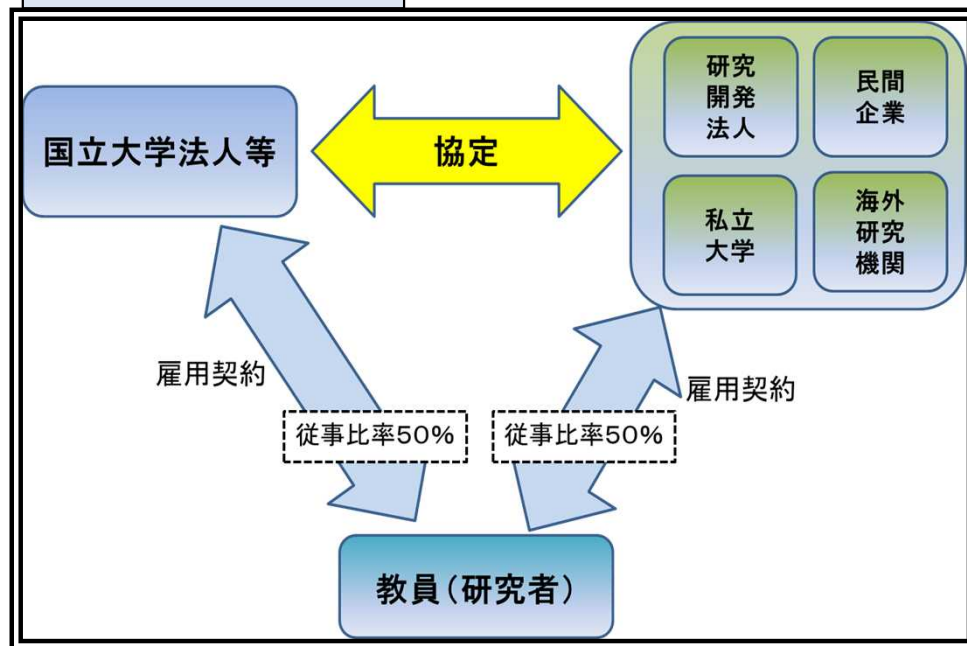 国立大学法人等
協定
研究
開発
法人
民間
企業
私立
大学
海外
研究
機関
雇用契約
雇用契約
従事比率50%
従事比率50%
教員(研究者)